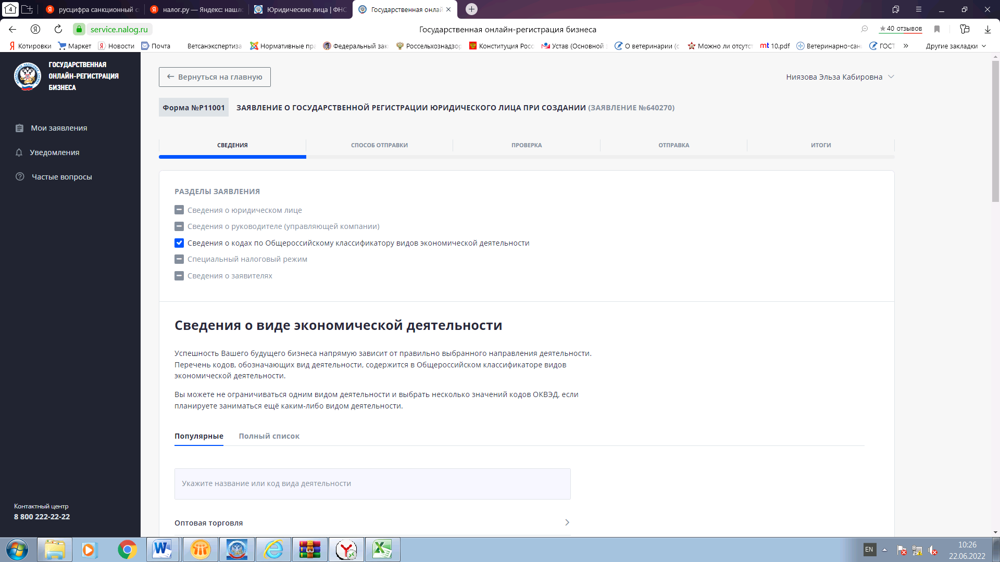 4
русцифра санкционный
налог.ру — Яндекс: нашл
Юридические лица | ФНС
Государственная онлай
service.nalog.ru
Государственная онлайн-регистрация бизнеса
40 отзывов
Котировки
Маркет
Новости
Почта
Ветсанэкспертиза
Нормативные пра
Федеральный зак
Россельхознадзор
Конституция Росс
Устав (Основной з
О ветеринарии (с
Можно ли отсутст
10.pdf
Ветеринарно-сан
ГОСТ
»
Другие закладки
ГОСУДАРСТВЕННАЯ
ОНЛАЙН-РЕГИСТРАЦИЯ
БИЗНЕСА
Мои заявления
Уведомления
Частые вопросы
Контактный центр
8 800 222-22-22
← Вернуться на главную
Ниязова Эльза Кабировна
Форма №Р11001
ЗАЯВЛЕНИЕ О ГОСУДАРСТВЕННОЙ РЕГИСТРАЦИИ ЮРИДИЧЕСКОГО ЛИЦА ПРИ СОЗДАНИИ (ЗАЯВЛЕНИЕ №640270)
СВЕДЕНИЯ
СПОСОБ ОТПРАВКИ
ПРОВЕРКА
ОТПРАВКА
ИТОГИ
РАЗДЕЛЫ ЗАЯВЛЕНИЯ
Сведения о юридическом лице
Сведения о руководителе (управляющей компании)
Сведения о кодах по Общероссийскому классификатору видов экономической деятельности
Специальный налоговый режим
Сведения о заявителях
Сведения о виде экономической деятельности
Успешность Вашего будущего бизнеса напрямую зависит от правильно выбранного направления деятельности.
Перечень кодов, обозначающих вид деятельности, содержится в Общероссийском классификаторе видов
экономической деятельности.
Вы можете не ограничиваться одним видом деятельности и выбрать несколько значений кодов ОКВЭД, если
планируете заниматься ещё каким-либо видом деятельности.
Популярные
Полный список
Укажите название или код вида деятельности
Оптовая торговля
EN
10:26
22.06.2022